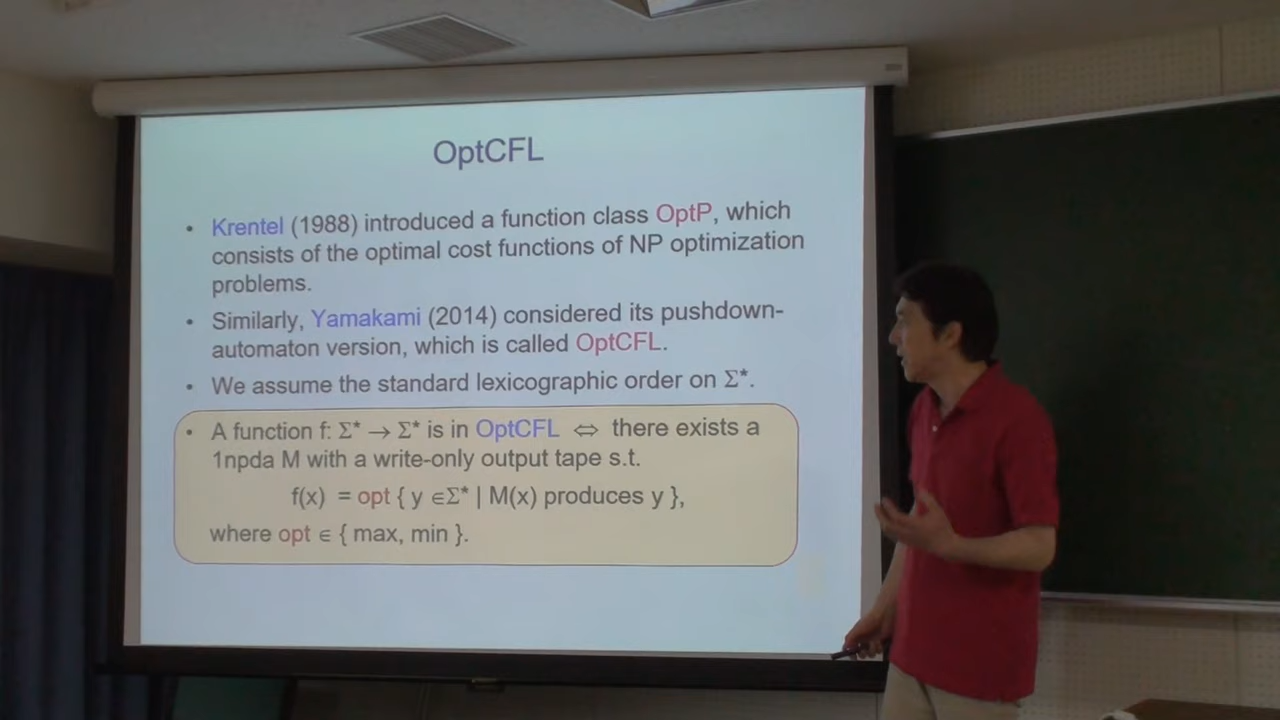 OptCFL
• Krentel (1988) introduced a function class OptP, which
consists of the optimal cost functions of NP optimization
problems.
• Similarly, Yamakami (2014) considered its pushdown-
automaton version, which is called OptCFL.
• We assume the standard lexicographic order on Σ*.
• A function f: Σ* → Σ* is in OptCFL ⇔ there exists a
1npda M with a write-only output tape s.t.
f(x) = opt { y ∈Σ* | M(x) produces y },
where opt ∈ { max, min }.